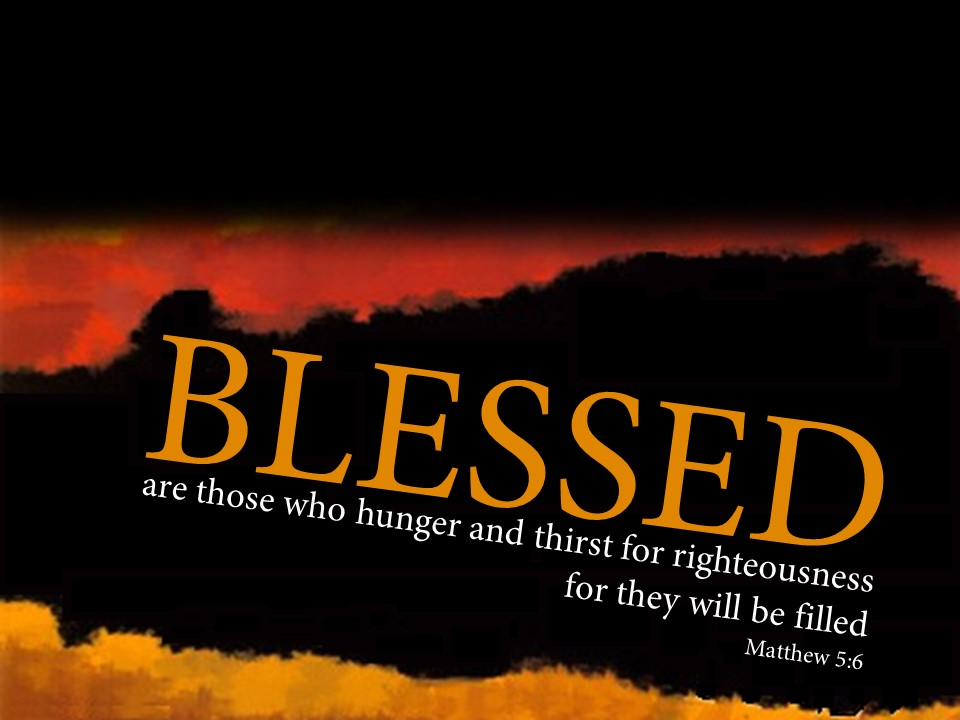 BLESSED
are those who hunger and thirst for righteousness
for they will be filled
Matthew 5:6